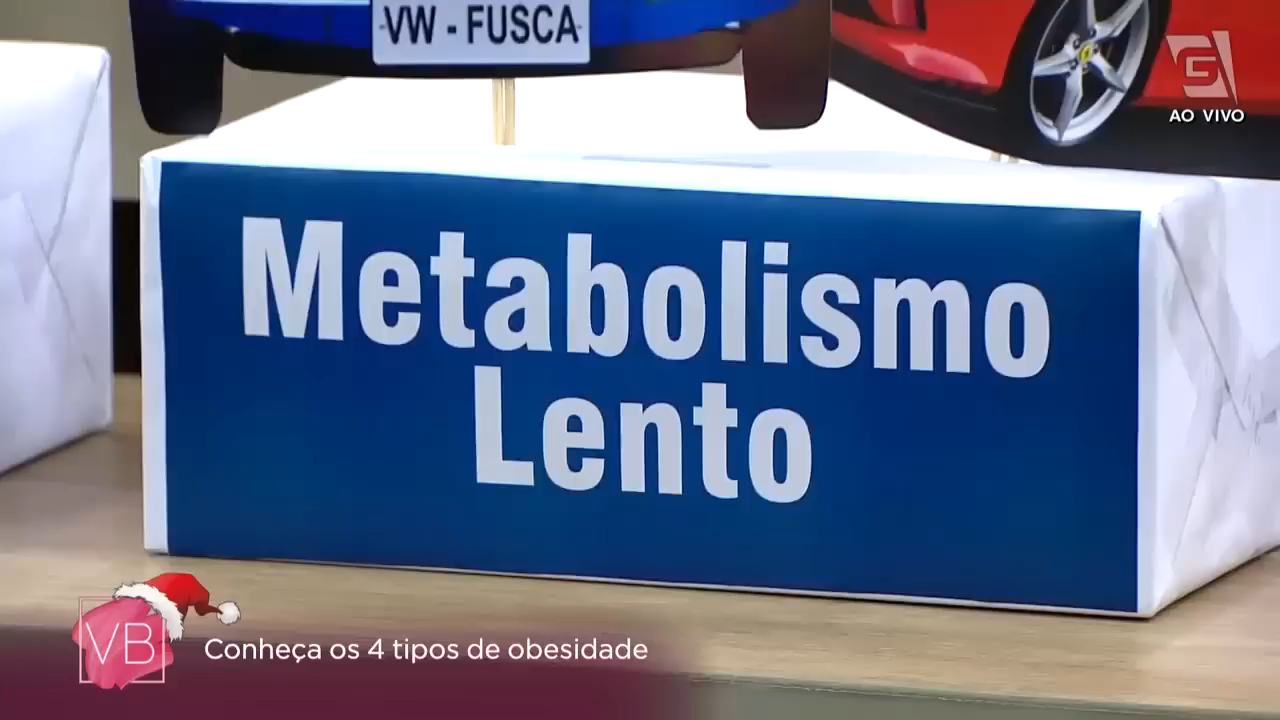 VW - FUSCA
G
AO VIVO
Metabolismo
Lento
VB
Conheça os 4 tipos de obesidade